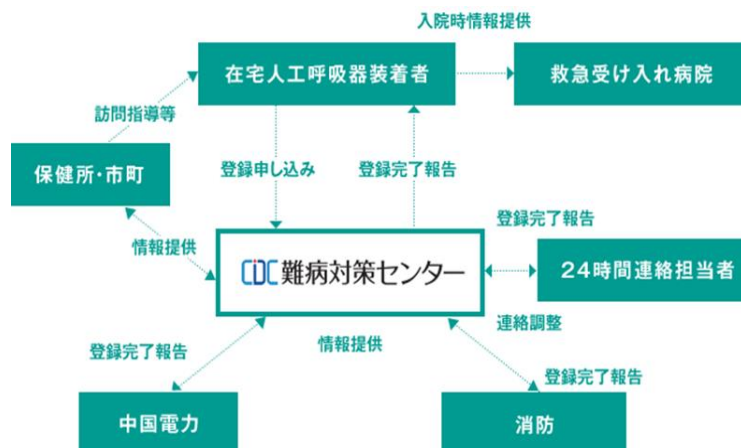 入院時情報提供
在宅人工呼吸器装着者
救急受け入れ病院
訪問指導等
保健所・市町
登録申し込み
登録完了報告
登録完了報告
情報提供
CIDC難病対策センター
24時間連絡担当者
連絡調整
登録完了報告
情報提供
登録完了報告
中国電力
消防